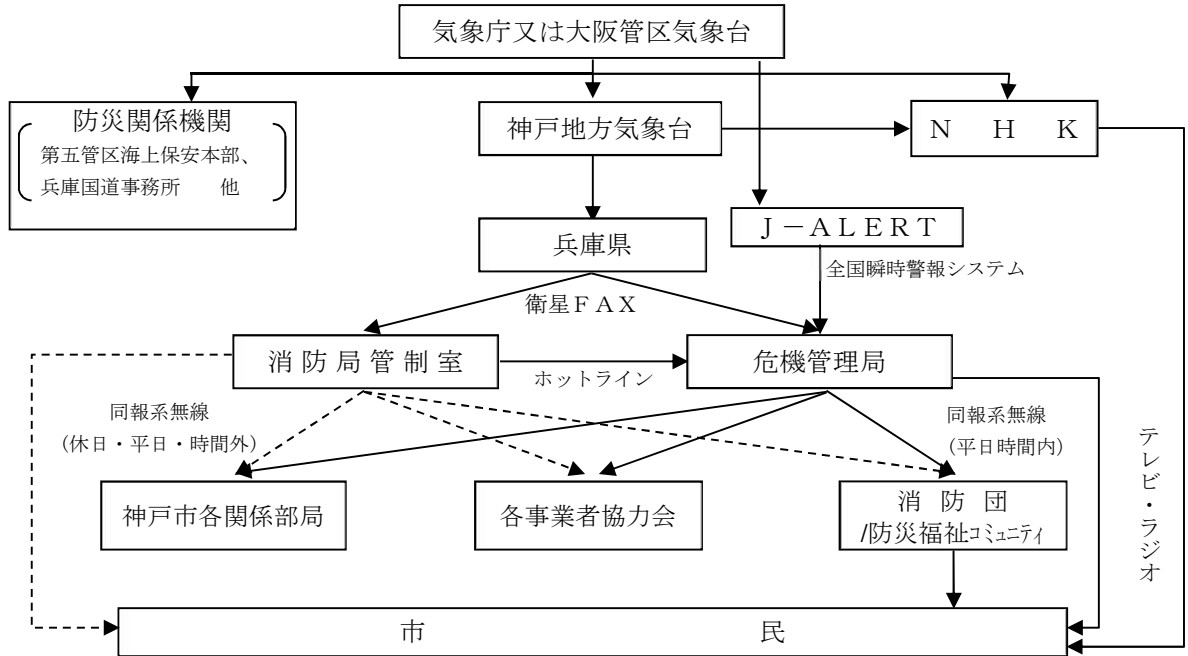 気象庁又は大阪管区気象台
防災関係機関
第五管区海上保安本部、
兵庫国道事務所　他
神戸地方気象台
Ｎ　Ｈ　Ｋ
兵庫県
Ｊ－ＡＬＥＲＴ
全国瞬時警報システム
衛星ＦＡＸ
消防局管制室
ホットライン
危機管理局
同報系無線
（休日・平日・時間外）
同報系無線
（平日時間内）
テレビ・ラジオ
神戸市各関係部局
各事業者協力会
消防団
/防災福祉コミュニティ
市　民